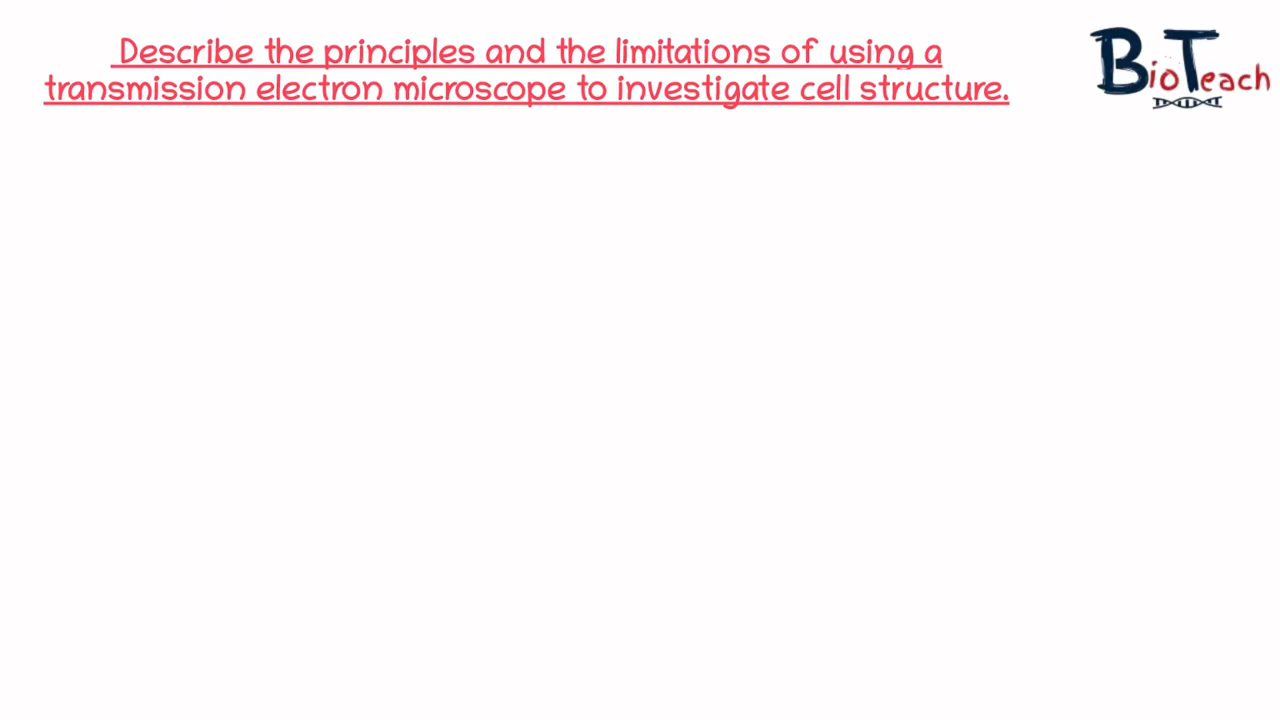 Describe the principles and the limitations of using a
transmission electron microscope to investigate cell structure.
BioTeach